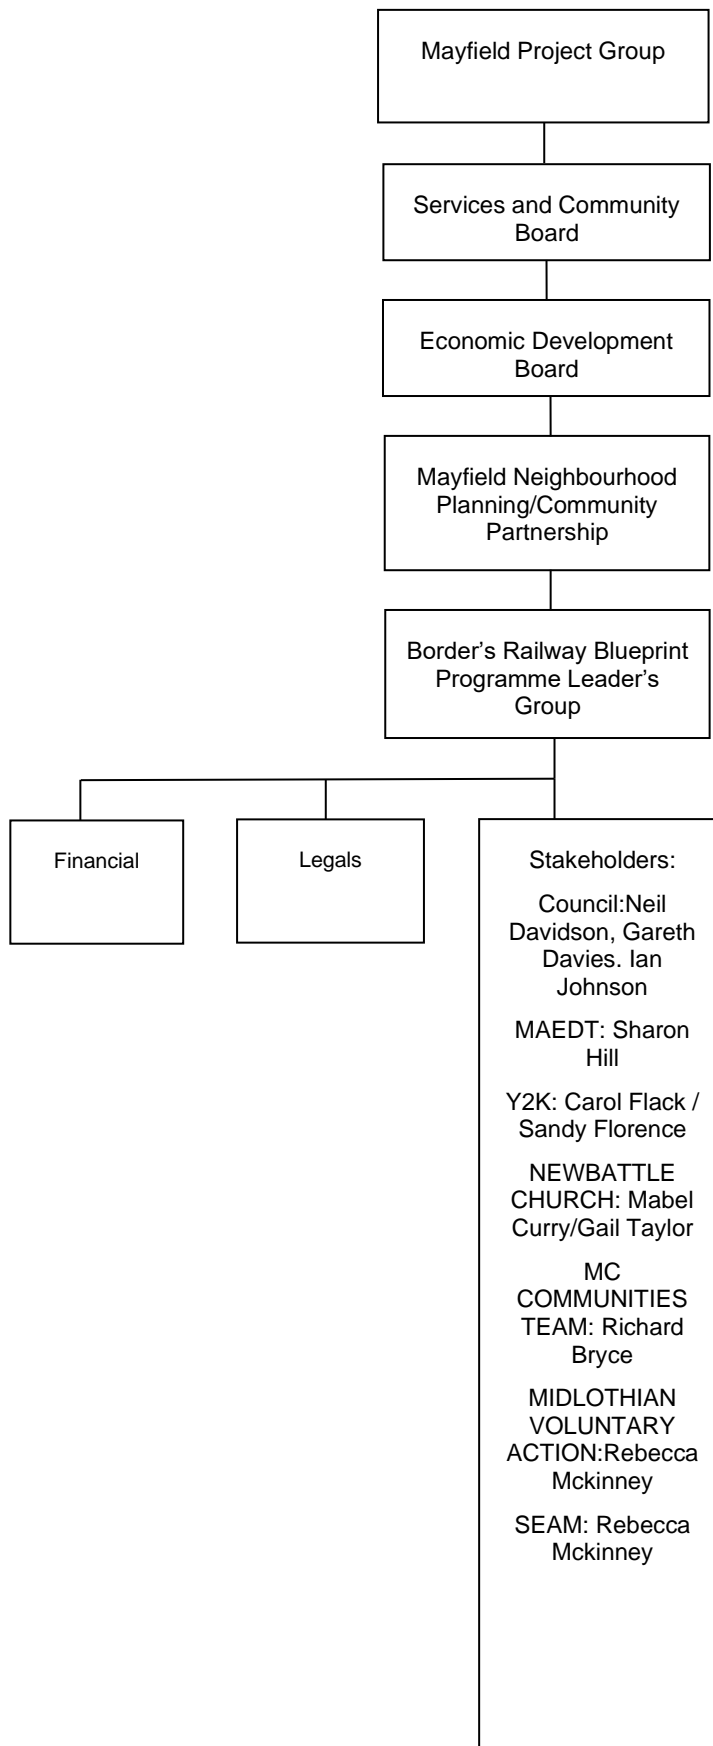 Mayfield Project Group
Services and Community
Board
Economic Development
Board
Mayfield Neighbourhood
Planning/Community
Partnership
Border’s Railway Blueprint
Programme Leader’s
Group
Financial
Legals
Stakeholders:
Council:Neil
Davidson, Gareth
Davies. Ian
Johnson
MAEDT: Sharon
Hill
Y2K: Carol Flack /
Sandy Florence
NEWBATTLE
CHURCH: Mabel
Curry/Gail Taylor
MC
COMMUNITIES
TEAM: Richard
Bryce
MIDLOTHIAN
VOLUNTARY
ACTION:Rebecca
Mckinney
SEAM: Rebecca
Mckinney